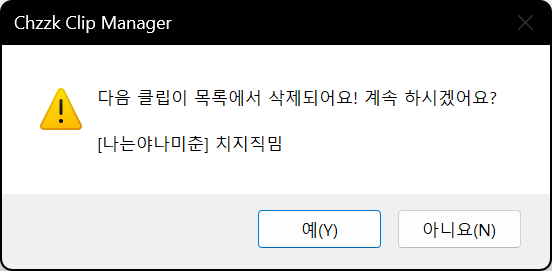 Chzzk Clip Manager
다음 클립이 목록에서 삭제되어요! 계속 하시겠어요?
[나는야나미춘] 치지직밈
예(Y)
아니요(N)